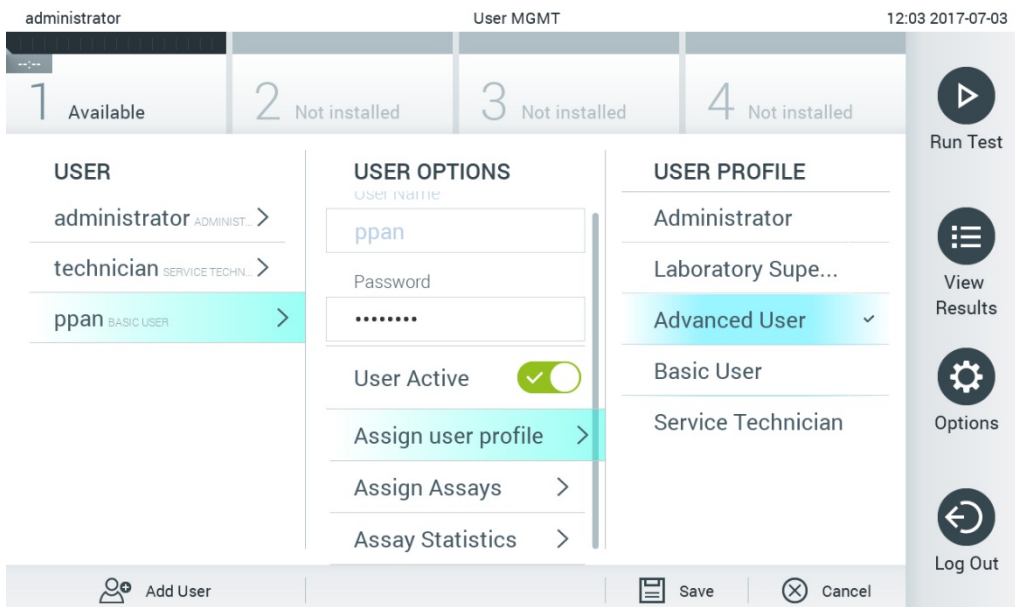 administrator User MGMT 12:03 2017-07-03
--:--
1 Available 2 Not installed 3 Not installed 4 Not installed
Run Test
USER
administrator ADMINIST...
technician SERVICE TECHN...
ppan BASIC USER
USER OPTIONS
User Name
ppan
Password
••••••••
User Active
Assign user profile
Assign Assays
Assay Statistics
USER PROFILE
Administrator
Laboratory Supe...
Advanced User
Basic User
Service Technician
View
Results
Options
Log Out
Add User Save Cancel